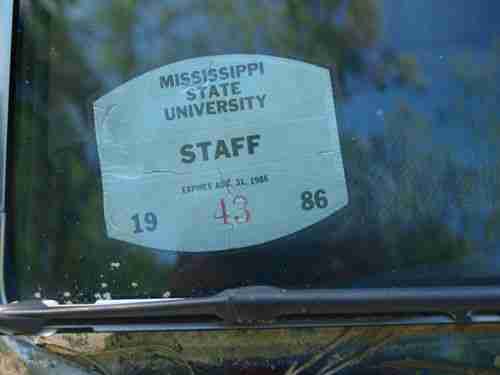 MISSISSIPPI
STATE
UNIVERSITY
STAFF
EXPIRES AUG. 31, 1986
19 43 86